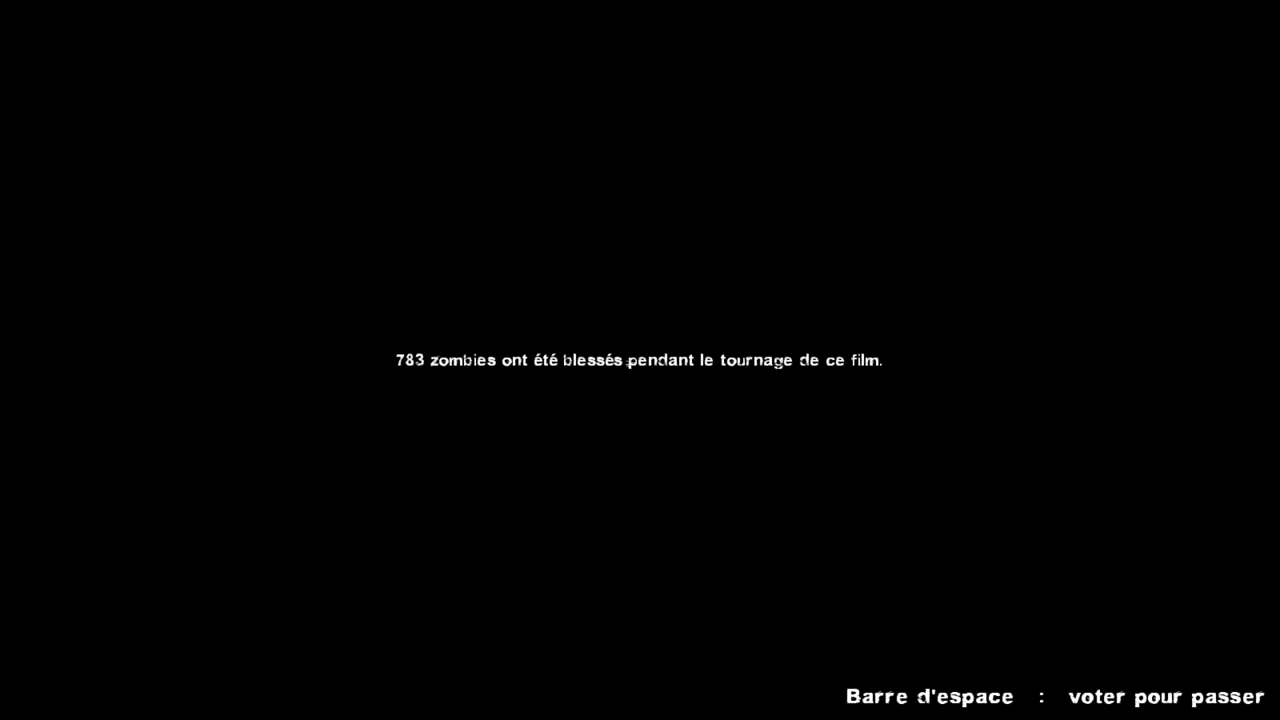 783 zombies ont été blessés pendant le tournage de ce film.
Barre d'espace : voter pour passer